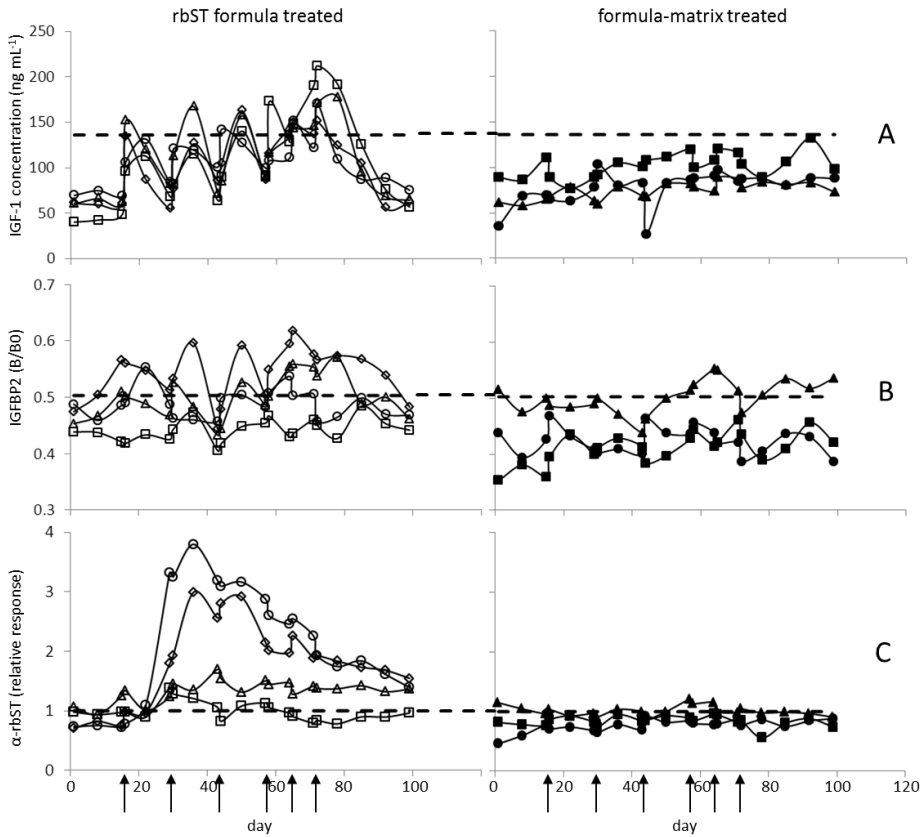 rbST formula treated
formula-matrix treated
IGF-1 concentration (ng mL⁻¹)
250
200
150
100
50
0
A
IGFBP2 (B/B0)
0.7
0.6
0.5
0.4
0.3
B
α-rbST (relative response)
4
3
2
1
0
C
0 20 40 60 80 100 0 20 40 60 80 100 120
day
day